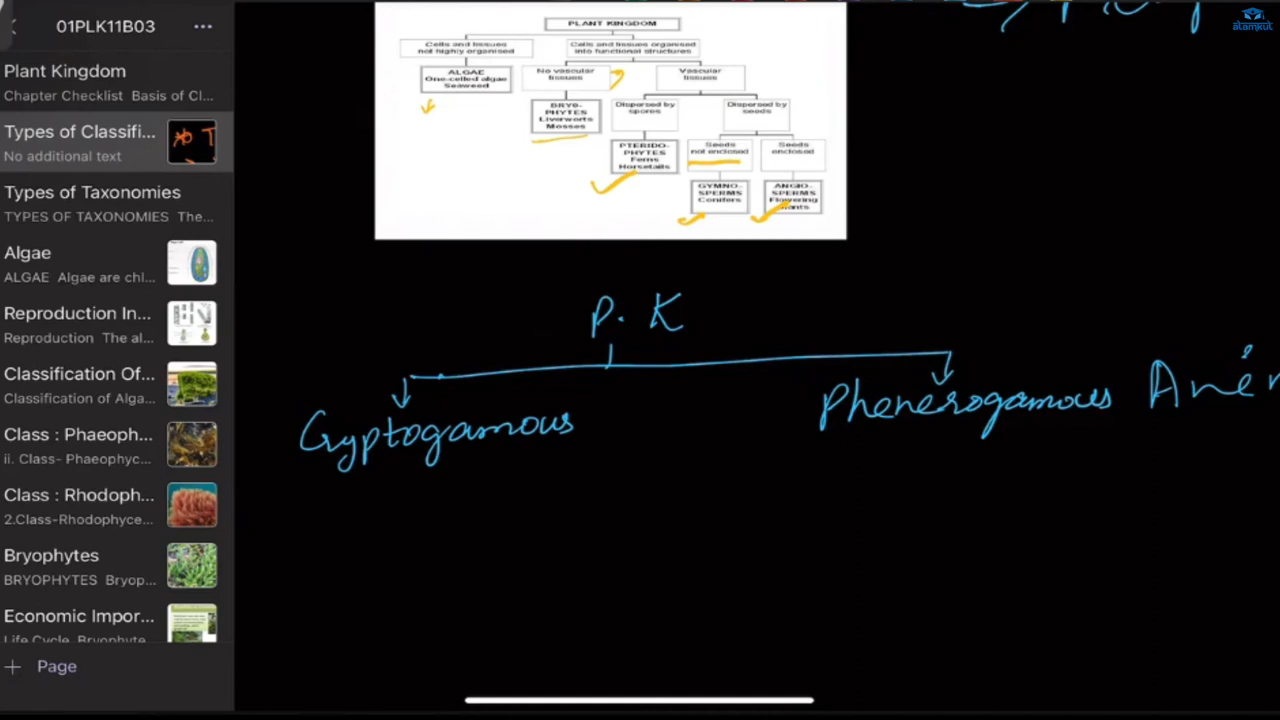 01PLK11B03
Plant Kingdom
Chapter Checklist Basis of Cl...
Types of Classifi...
No additional text
Types of Taxonomies
TYPES OF TAXONOMIES The...
Algae
ALGAE Algae are chl...
Reproduction In...
Reproduction The al...
Classification Of...
Classification of Alga...
Class : Phaeoph...
ii. Class- Phaeophyc...
Class : Rhodoph...
2.Class-Rhodophyce...
Bryophytes
BRYOPHYTES Bryop...
Economic Impor...
Life Cycle, Bryophyte
+ Page
alamkul
PLANT KINGDOM
Cells and tissues
not highly organised
Cells and tissues organised
into functional structures
ALGAE
One-celled algae
Seaweed
No vascular
tissues
Vascular
tissues
BRYO-
PHYTES
Liverworts
Mosses
Dispersed by
spores
Dispersed by
seeds
PTERIDO-
PHYTES
Ferns
Horsetails
Seeds
not enclosed
Seeds
enclosed
GYMNO-
SPERMS
Conifers
ANGIO-
SPERMS
Flowering
P. K
Cryptogamous
Phenerogamous